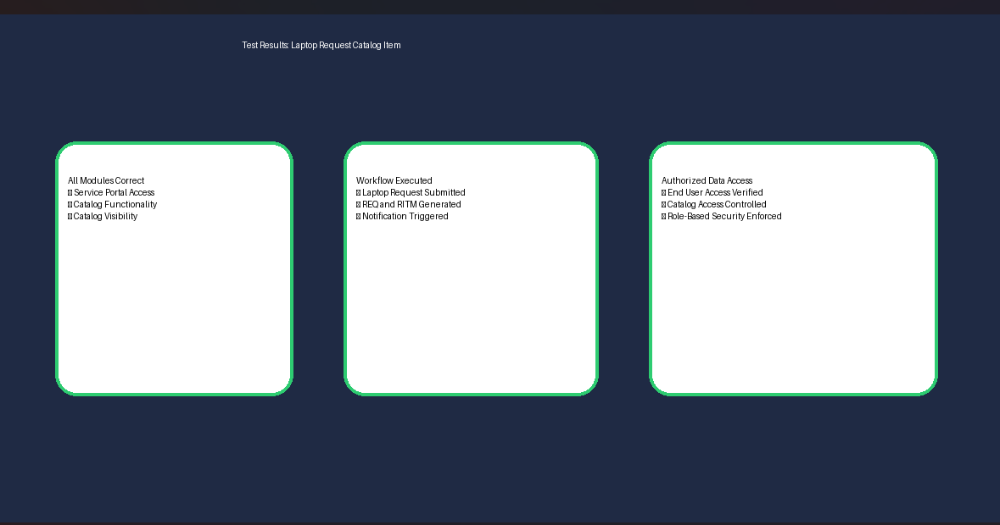 Test Results: Laptop Request Catalog Item
All Modules Correct
Service Portal Access
Catalog Functionality
Catalog Visibility
Workflow Executed
Laptop Request Submitted
REQ and RITM Generated
Notification Triggered
Authorized Data Access
End User Access Verified
Catalog Access Controlled
Role-Based Security Enforced